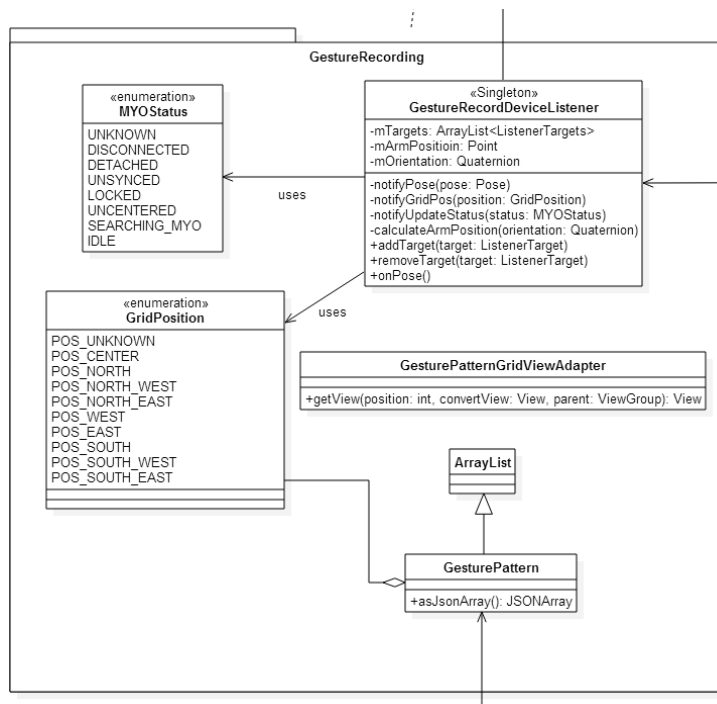 GestureRecording
«enumeration»
MYOStatus
UNKNOWN
DISCONNECTED
DETACHED
UNSYNCED
LOCKED
UNCENTERED
SEARCHING_MYO
IDLE
uses
«Singleton»
GestureRecordDeviceListener
-mTargets: ArrayList<ListenerTargets>
-mArmPositioin: Point
-mOrientation: Quaternion
-notifyPose(pose: Pose)
-notifyGridPos(position: GridPosition)
-notifyUpdateStatus(status: MYOStatus)
-calculateArmPosition(orientation: Quaternion)
+addTarget(target: ListenerTarget)
+removeTarget(target: ListenerTarget)
+onPose()
uses
«enumeration»
GridPosition
POS_UNKNOWN
POS_CENTER
POS_NORTH
POS_NORTH_WEST
POS_NORTH_EAST
POS_WEST
POS_EAST
POS_SOUTH
POS_SOUTH_WEST
POS_SOUTH_EAST
GesturePatternGridViewAdapter
+getView(position: int, convertView: View, parent: ViewGroup): View
ArrayList
GesturePattern
+asJsonArray(): JSONArray